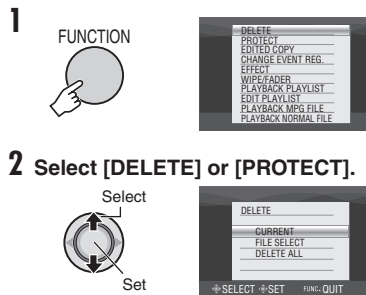 1
FUNCTION
DELETE
PROTECT
EDITED COPY
CHANGE EVENT REG.
EFFECT
WIPE/FADER
PLAYBACK PLAYLIST
EDIT PLAYLIST
PLAYBACK MPG FILE
PLAYBACK NORMAL FILE
2 Select [DELETE] or [PROTECT].
Select
Set
DELETE
CURRENT
FILE SELECT
DELETE ALL
SELECT SET FUNC. QUIT